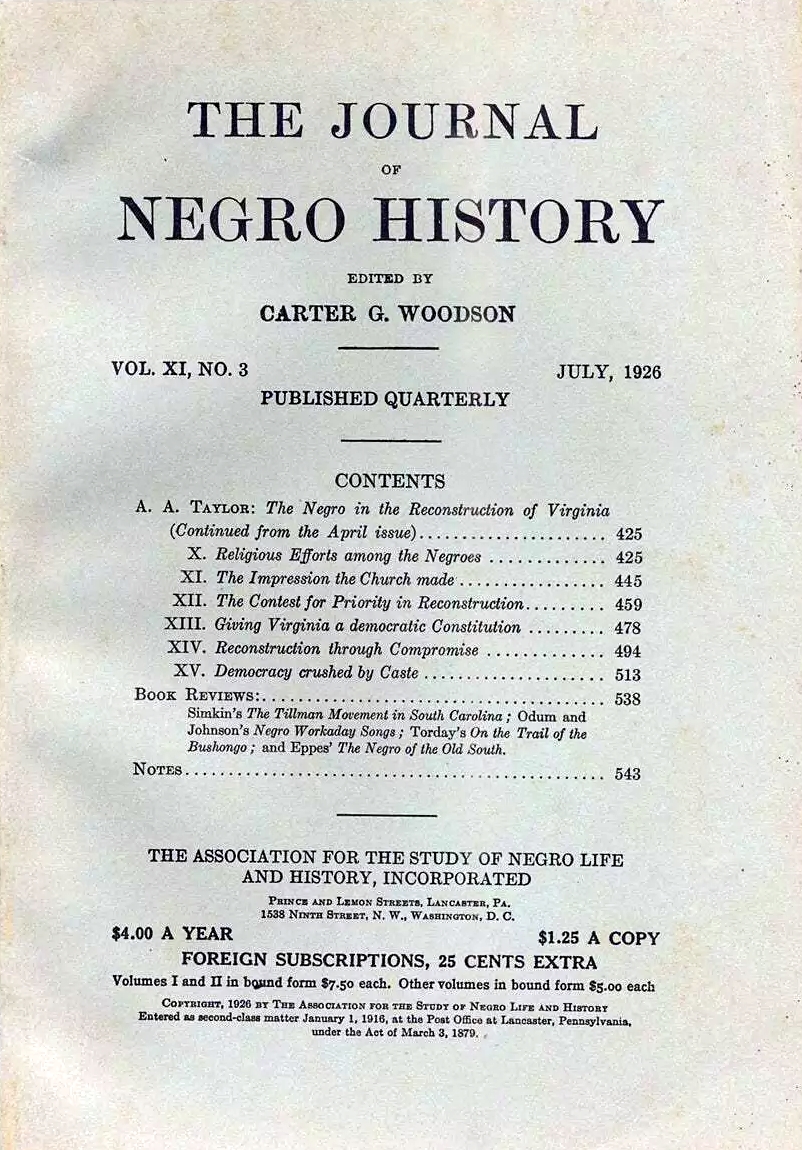 THE JOURNAL
OF
NEGRO HISTORY
EDITED BY
CARTER G. WOODSON
VOL. XI, NO. 3 JULY, 1926
PUBLISHED QUARTERLY
CONTENTS
A. A. TAYLOR: The Negro in the Reconstruction of Virginia
(Continued from the April issue)...................... 425
X. Religious Efforts among the Negroes ............. 425
XI. The Impression the Church made ................ 445
XII. The Contest for Priority in Reconstruction......... 459
XIII. Giving Virginia a democratic Constitution ......... 478
XIV. Reconstruction through Compromise ............. 494
XV. Democracy crushed by Caste .................... 513
BOOK REVIEWS:....................................... 538
Simkin's The Tillman Movement in South Carolina; Odum and
Johnson's Negro Workaday Songs; Torday's On the Trail of the
Bushongo; and Eppes' The Negro of the Old South.
NOTES................................................ 543
THE ASSOCIATION FOR THE STUDY OF NEGRO LIFE
AND HISTORY, INCORPORATED
PRINCE AND LEMON STREETS, LANCASTER, PA.
1538 NINTH STREET, N. W., WASHINGTON, D. C.
$4.00 A YEAR $1.25 A COPY
FOREIGN SUBSCRIPTIONS, 25 CENTS EXTRA
Volumes I and II in bound form $7.50 each. Other volumes in bound form $5.00 each
COPYRIGHT, 1926 BY THE ASSOCIATION FOR THE STUDY OF NEGRO LIFE AND HISTORY
Entered as second-class matter January 1, 1916, at the Post Office at Lancaster, Pennsylvania,
under the Act of March 3, 1879.